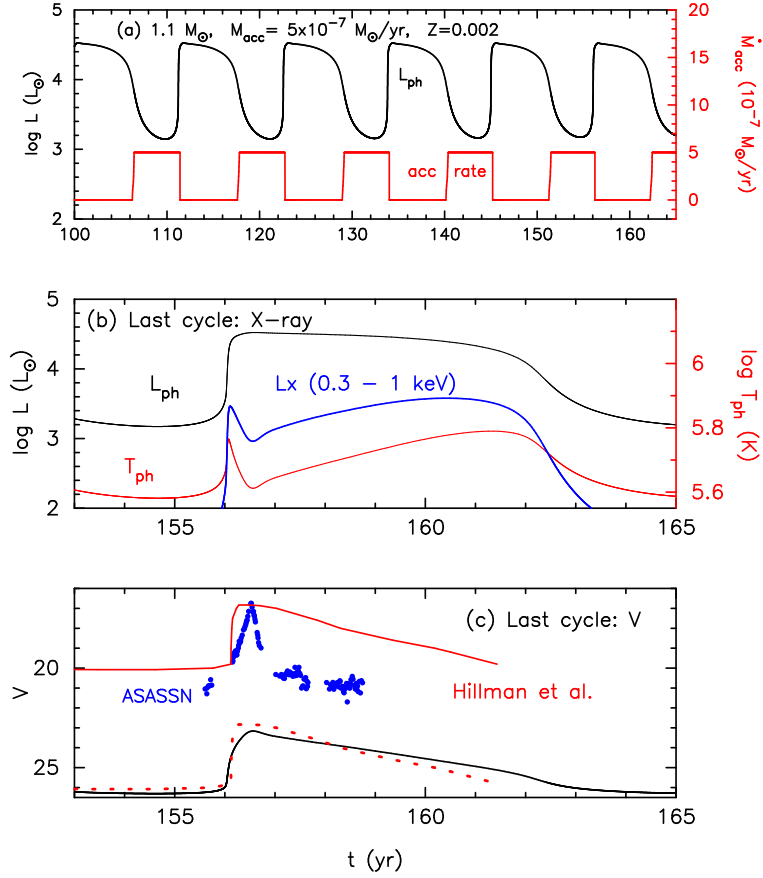 (a) 1.1 M⊙, Ṁacc= 5x10⁻⁷ M⊙/yr, Z=0.002
log L (L⊙)
5
4
3
2
Lph
acc rate
20
15
10
5
0
Ṁacc (10⁻⁷ M⊙/yr)
100 110 120 130 140 150 160
(b) Last cycle: X-ray
log L (L⊙)
5
4
3
2
Lph
Lx (0.3 - 1 keV)
Tph
6
5.8
5.6
log Tph (K)
155 160 165
(c) Last cycle: V
V
20
25
ASASSN
Hillman et al.
155 160 165
t (yr)